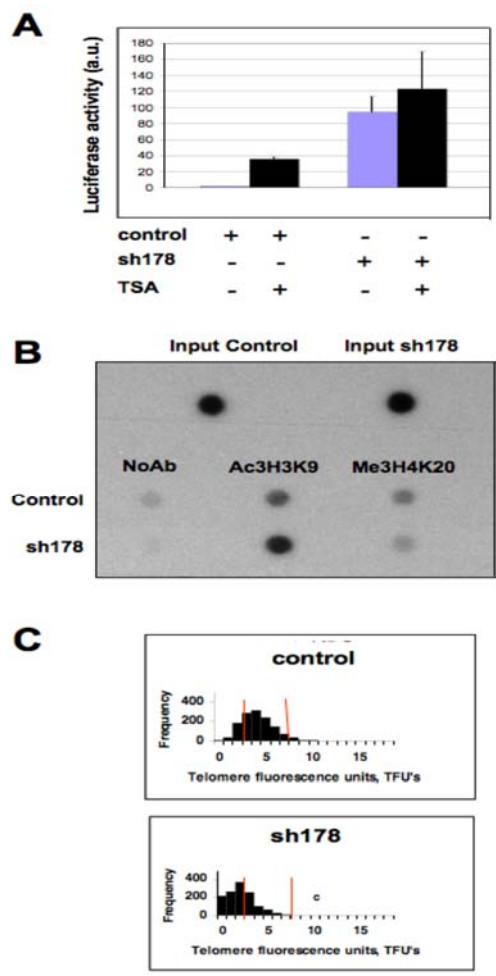 A
Luciferase activity (a.u.)
180
160
140
120
100
80
60
40
20
0
control + + - -
sh178 - - + +
TSA - + - +
B
Input Control Input sh178
NoAb Ac3H3K9 Me3H4K20
Control
sh178
C
control
Frequency
400
200
0
0 5 10 15
Telomere fluorescence units, TFU's
sh178
Frequency
400
200
0
c
0 5 10 15
Telomere fluorescence units, TFU's